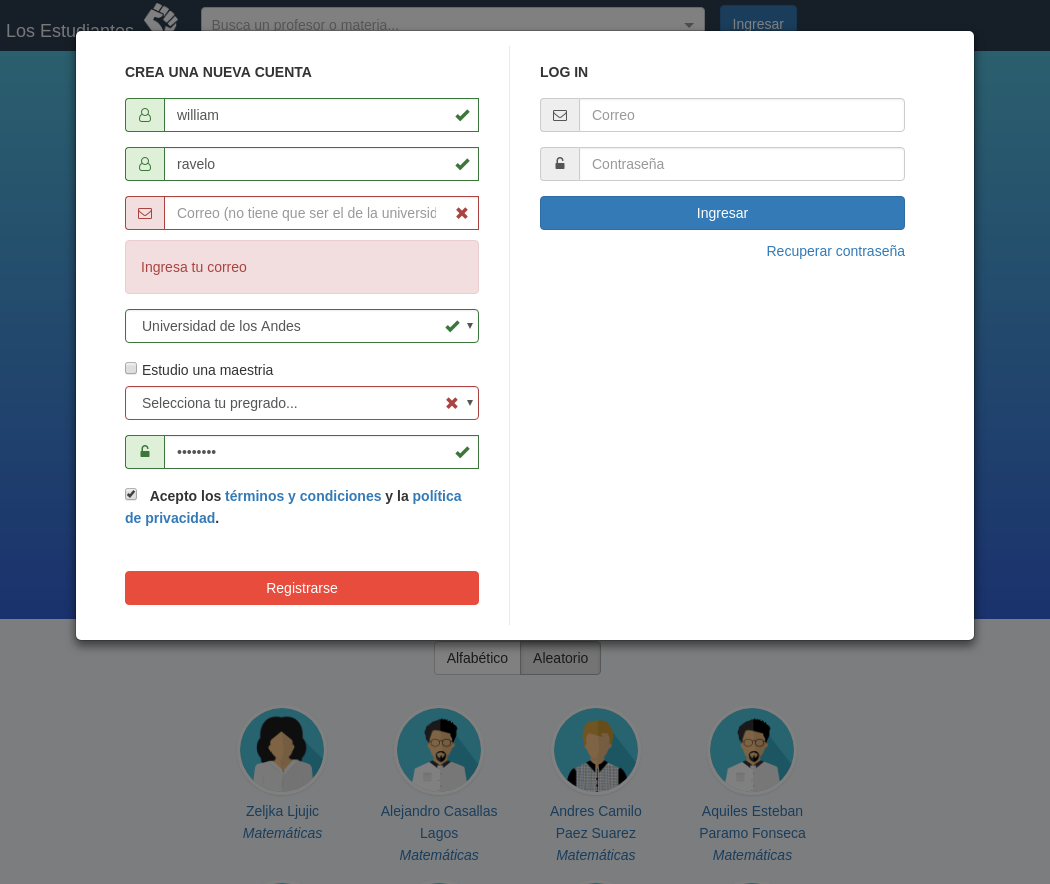 Los Estudiantes
Busca un profesor o materia...
Ingresar
CREA UNA NUEVA CUENTA
william
ravelo
Correo (no tiene que ser el de la universid
Ingresa tu correo
Universidad de los Andes
Estudio una maestria
Selecciona tu pregrado...
••••••••
Acepto los términos y condiciones y la política
de privacidad.
Registrarse
LOG IN
Correo
Contraseña
Ingresar
Recuperar contraseña
Alfabético
Aleatorio
Zeljka Ljujic
Matemáticas
Alejandro Casallas
Lagos
Matemáticas
Andres Camilo
Paez Suarez
Matemáticas
Aquiles Esteban
Paramo Fonseca
Matemáticas